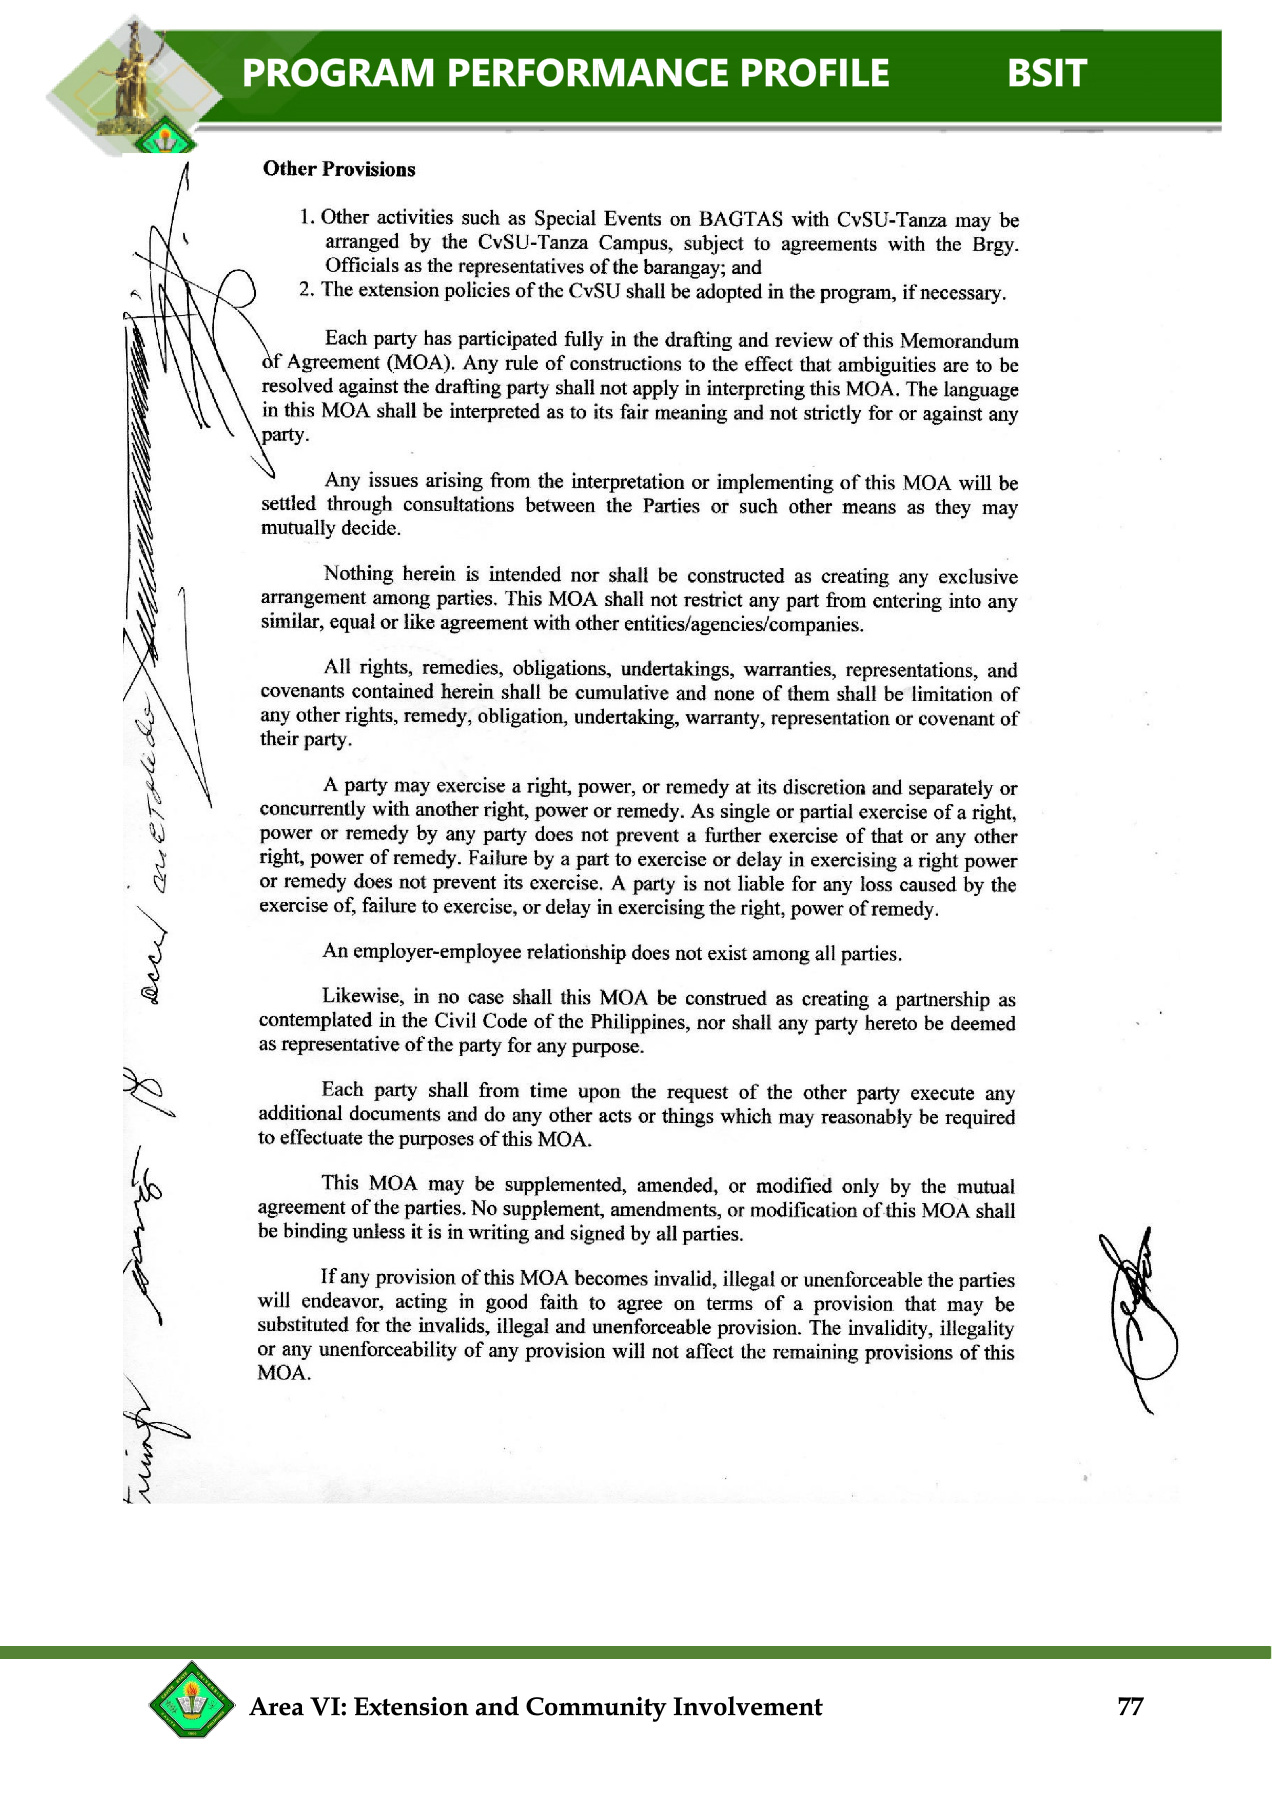 PROGRAM PERFORMANCE PROFILE BSIT
Other Provisions
1. Other activities such as Special Events on BAGTAS with CvSU-Tanza may be
arranged by the CvSU-Tanza Campus, subject to agreements with the Brgy.
Officials as the representatives of the barangay; and
2. The extension policies of the CvSU shall be adopted in the program, if necessary.
Each party has participated fully in the drafting and review of this Memorandum
of Agreement (MOA). Any rule of constructions to the effect that ambiguities are to be
resolved against the drafting party shall not apply in interpreting this MOA. The language
in this MOA shall be interpreted as to its fair meaning and not strictly for or against any
party.
Any issues arising from the interpretation or implementing of this MOA will be
settled through consultations between the Parties or such other means as they may
mutually decide.
Nothing herein is intended nor shall be constructed as creating any exclusive
arrangement among parties. This MOA shall not restrict any part from entering into any
similar, equal or like agreement with other entities/agencies/companies.
All rights, remedies, obligations, undertakings, warranties, representations, and
covenants contained herein shall be cumulative and none of them shall be limitation of
any other rights, remedy, obligation, undertaking, warranty, representation or covenant of
their party.
A party may exercise a right, power, or remedy at its discretion and separately or
concurrently with another right, power or remedy. As single or partial exercise of a right,
power or remedy by any party does not prevent a further exercise of that or any other
right, power of remedy. Failure by a part to exercise or delay in exercising a right power
or remedy does not prevent its exercise. A party is not liable for any loss caused by the
exercise of, failure to exercise, or delay in exercising the right, power of remedy.
An employer-employee relationship does not exist among all parties.
Likewise, in no case shall this MOA be construed as creating a partnership as
contemplated in the Civil Code of the Philippines, nor shall any party hereto be deemed
as representative of the party for any purpose.
Each party shall from time upon the request of the other party execute any
additional documents and do any other acts or things which may reasonably be required
to effectuate the purposes of this MOA.
This MOA may be supplemented, amended, or modified only by the mutual
agreement of the parties. No supplement, amendments, or modification of this MOA shall
be binding unless it is in writing and signed by all parties.
If any provision of this MOA becomes invalid, illegal or unenforceable the parties
will endeavor, acting in good faith to agree on terms of a provision that may be
substituted for the invalids, illegal and unenforceable provision. The invalidity, illegality
or any unenforceability of any provision will not affect the remaining provisions of this
MOA.
Area VI: Extension and Community Involvement 77